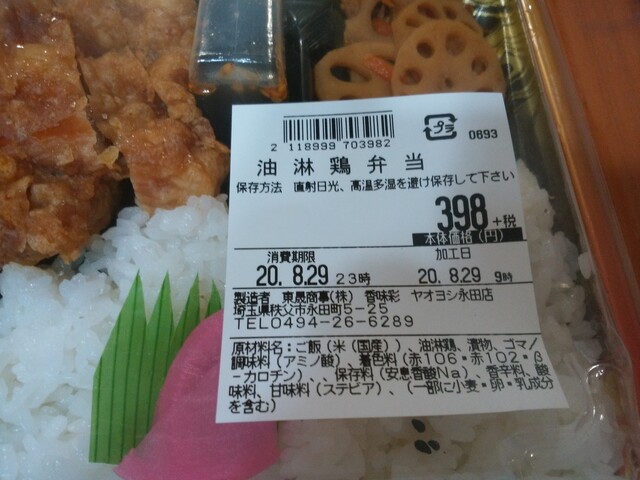 プラ
2 118999 703982
0693
油淋鶏弁当
保存方法 直射日光、高温多湿を避け保存して下さい
398+税
本体価格(円)
消費期限 加工日
20. 8.29 23時 20. 8.29 9時
製造者 東晟商事(株) 香味彩 ヤオヨシ永田店
埼玉県秩父市永田町5-25
TEL0494-26-6289
原材料名:ご飯(米(国産))、油淋鶏、漬物、ゴマ/
調味料(アミノ酸)、着色料(赤106・赤102・β
-カロチン)、保存料(安息香酸Na)、香辛料、酸
味料、甘味料(ステビア)、(一部に小麦・卵・乳成分
を含む)